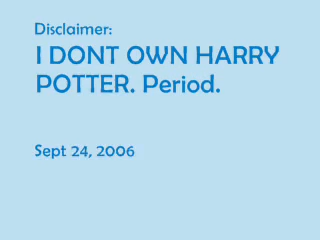 Disclaimer:
I DONT OWN HARRY
POTTER. Period.
Sept 24, 2006